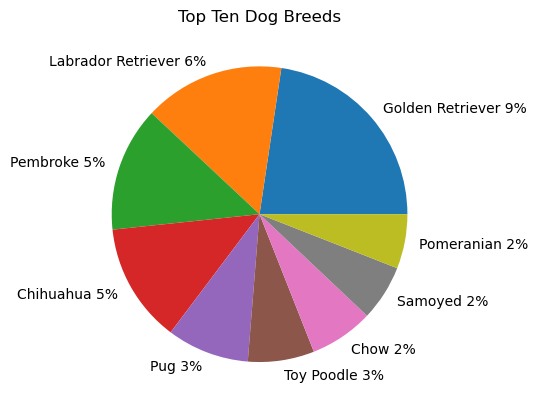 Top Ten Dog Breeds
Labrador Retriever 6%
Golden Retriever 9%
Pembroke 5%
Pomeranian 2%
Chihuahua 5%
Samoyed 2%
Chow 2%
Pug 3%
Toy Poodle 3%